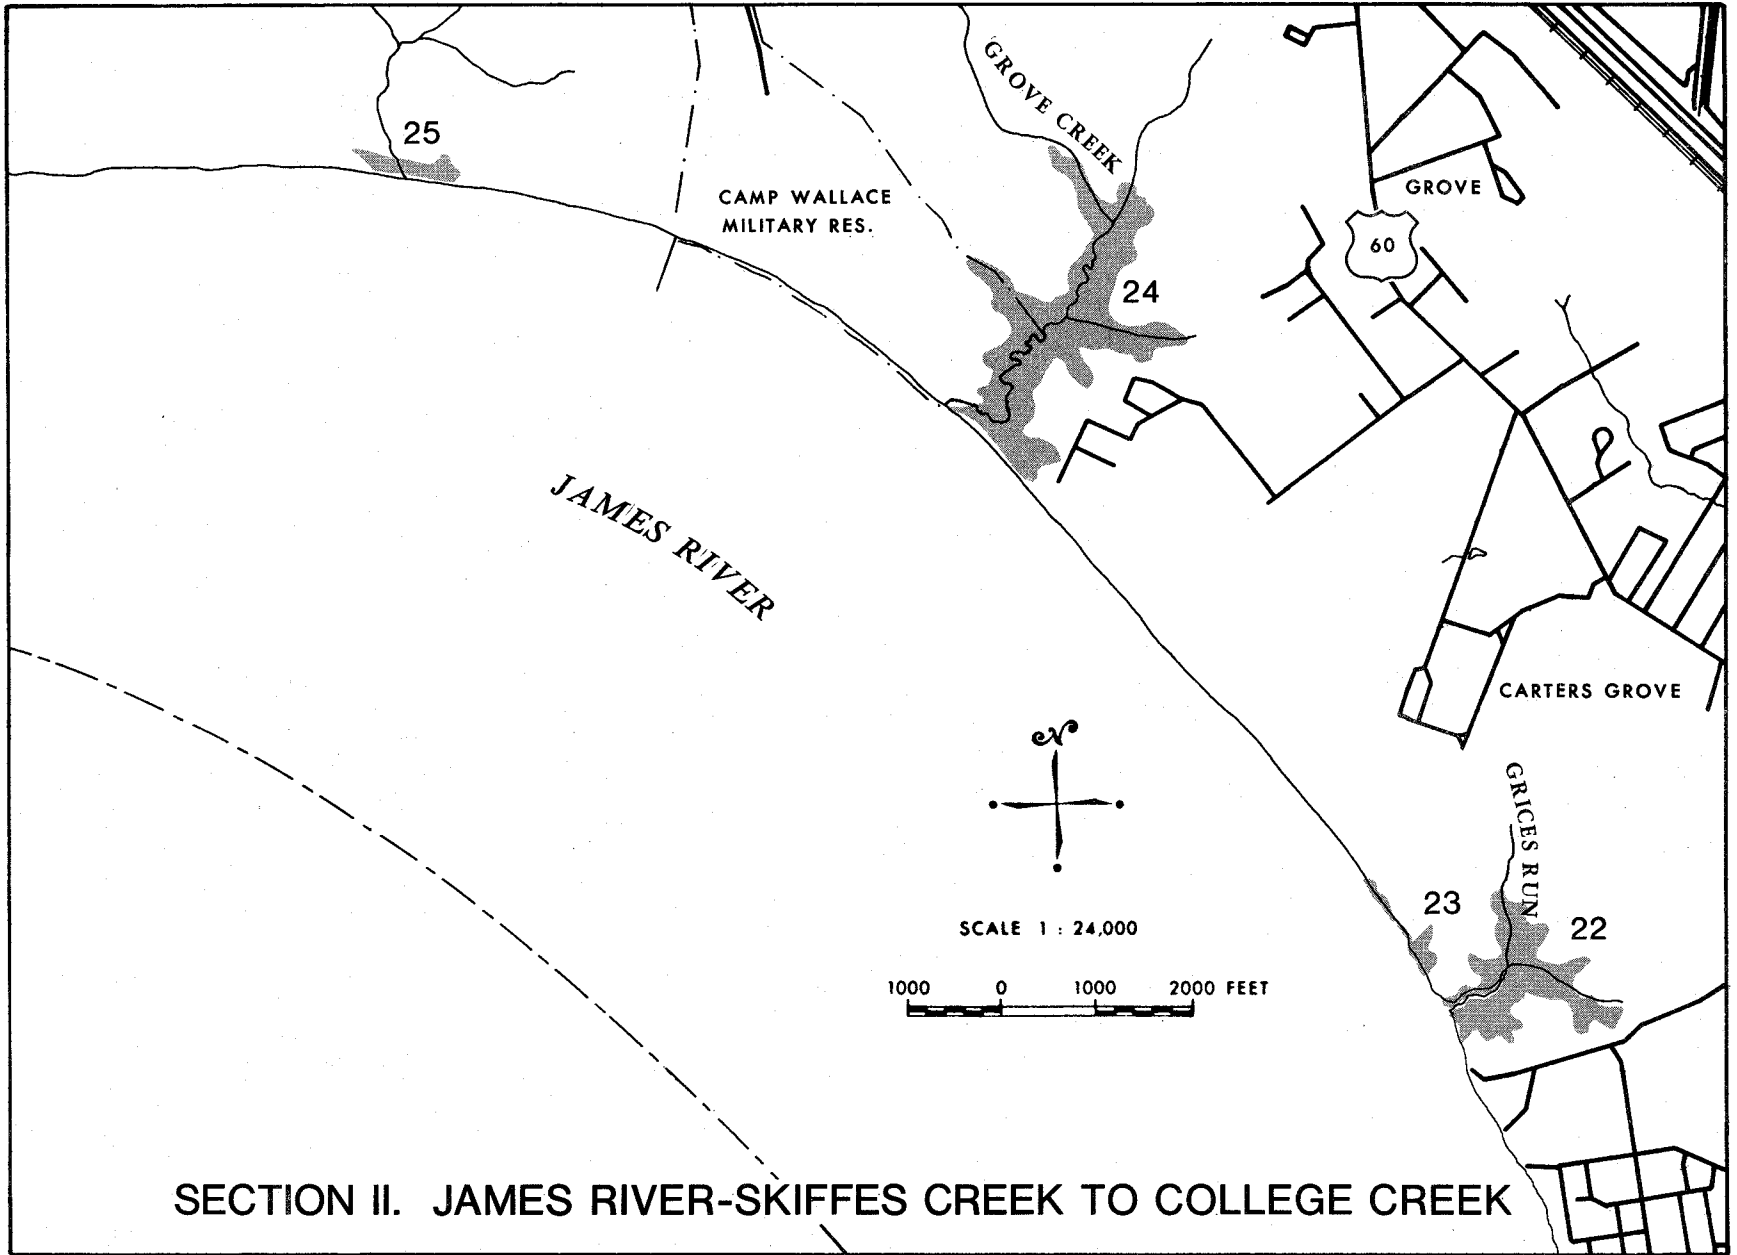 GROVE CREEK
25
CAMP WALLACE
MILITARY RES.
GROVE
60
24
JAMES RIVER
CARTERS GROVE
N
GRICES RUN
23
22
SCALE 1 : 24,000
1000 0 1000 2000 FEET
SECTION II. JAMES RIVER-SKIFFES CREEK TO COLLEGE CREEK